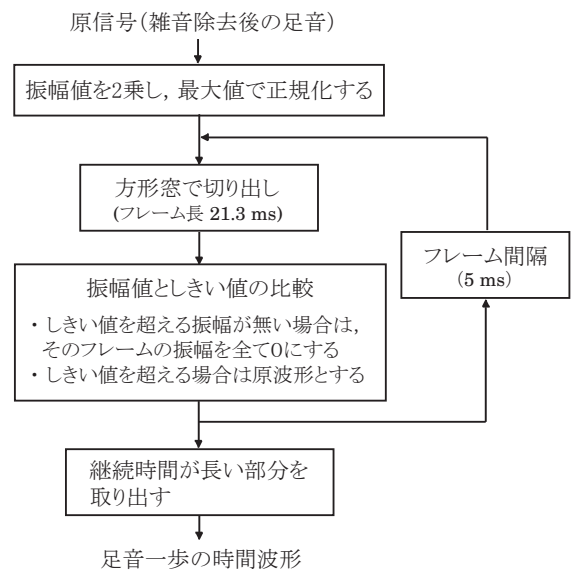 原信号(雑音除去後の足音)
振幅値を2乗し, 最大値で正規化する
方形窓で切り出し
(フレーム長 21.3 ms)
フレーム間隔
(5 ms)
振幅値としきい値の比較
・しきい値を超える振幅が無い場合は,
そのフレームの振幅を全て0にする
・しきい値を超える場合は原波形とする
継続時間が長い部分を
取り出す
足音一歩の時間波形